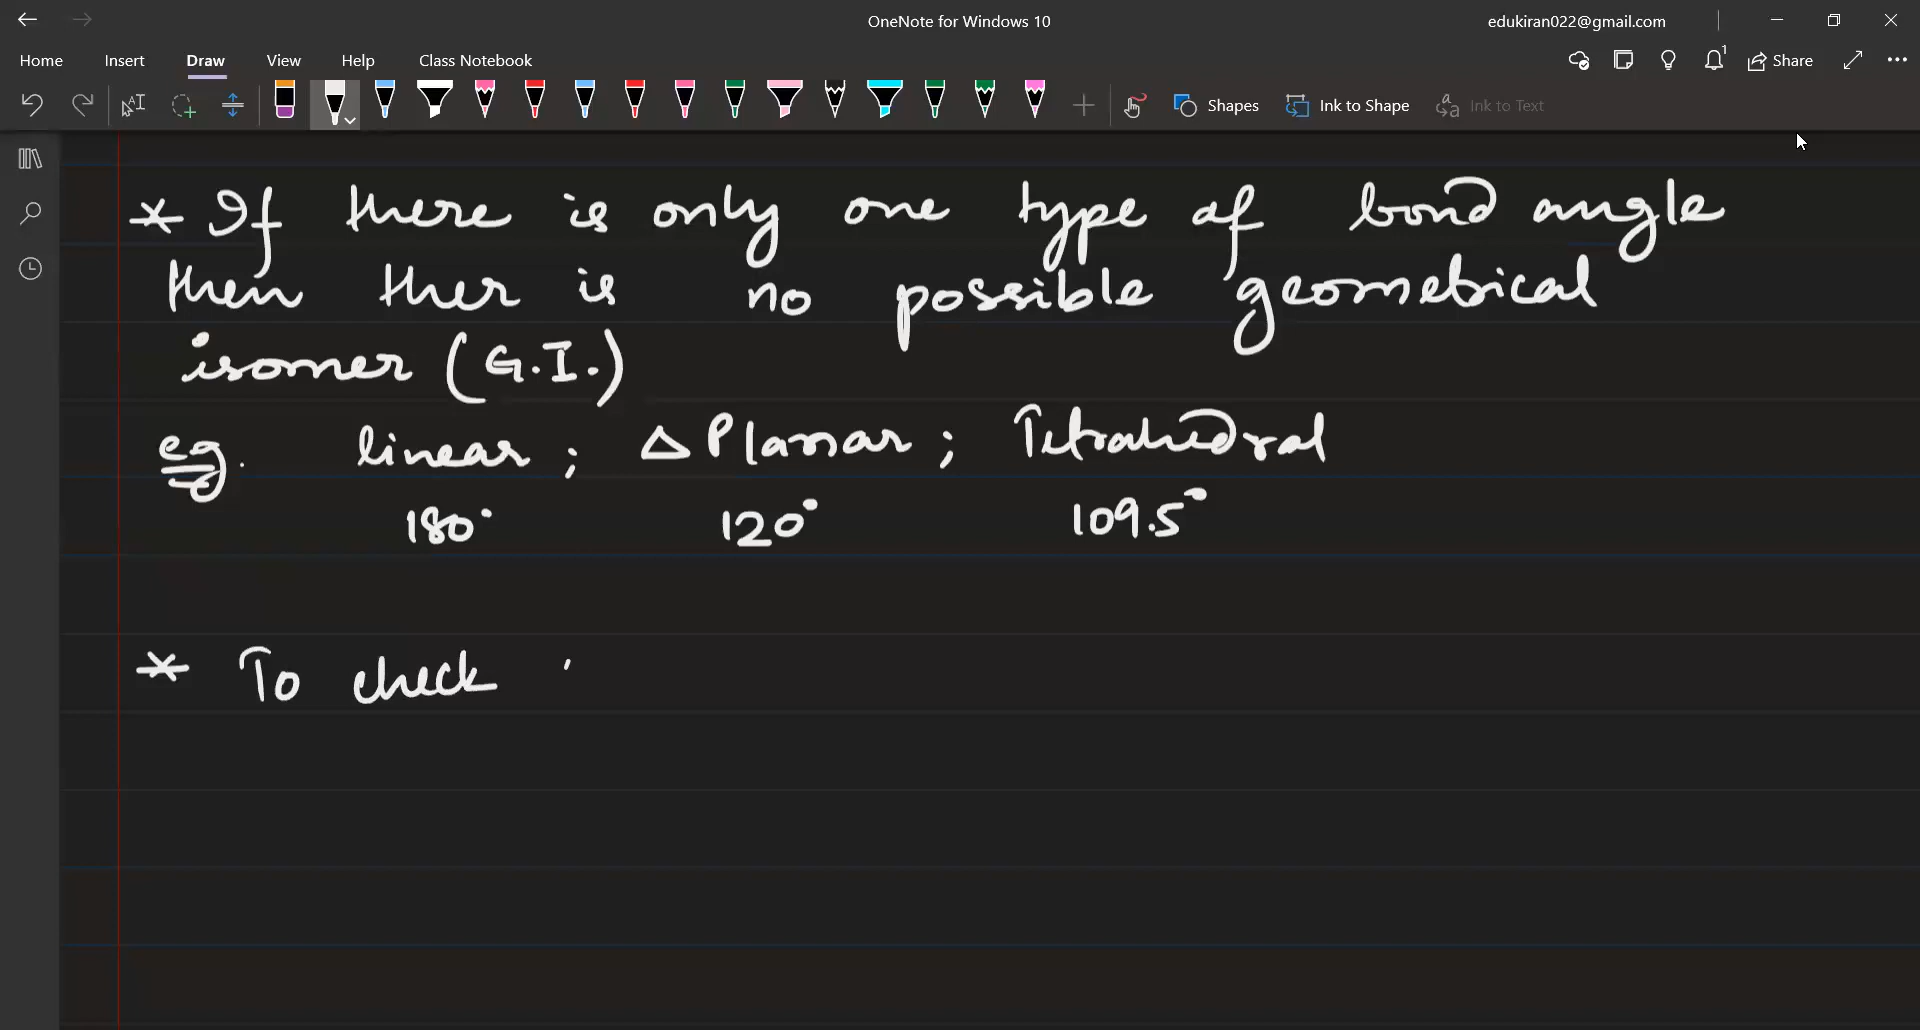 OneNote for Windows 10
edukiran022@gmail.com
Home Insert Draw View Help Class Notebook
1
Share
Shapes Ink to Shape Ink to Text
* If there is only one type of bond angle
then ther is no possible geometrical
isomer (G.I.)
eg. linear ; △ Planar ; Tetrahedral
180° 120° 109.5°
* To check